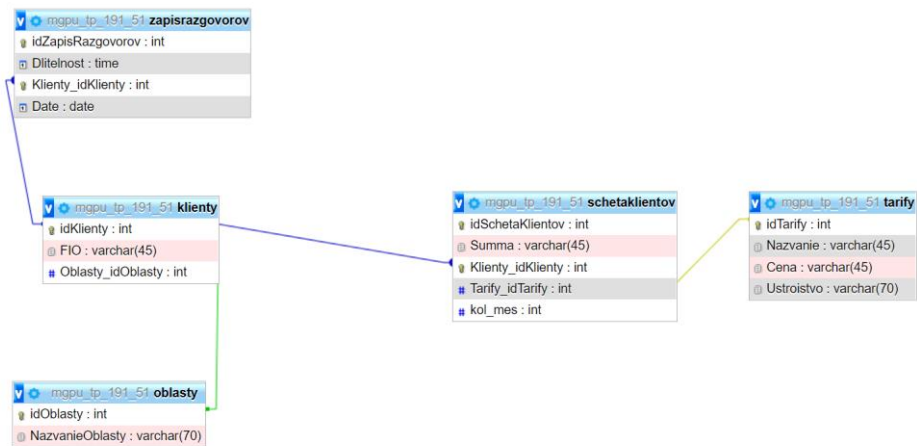 mgpu_tp_191_51 zapisrazgovorov
idZapisRazgovorov : int
Dlitelnost : time
Klienty_idKlienty : int
Date : date
mgpu_tp_191_51 klienty
idKlienty : int
FIO : varchar(45)
Oblasty_idOblasty : int
mgpu_tp_191_51 schetaklientov
idSchetaKlientov : int
Summa : varchar(45)
Klienty_idKlienty : int
Tarify_idTarify : int
kol_mes : int
mgpu_tp_191_51 tarify
idTarify : int
Nazvanie : varchar(45)
Cena : varchar(45)
Ustroistvo : varchar(70)
mgpu_tp_191_51 oblasty
idOblasty : int
NazvanieOblasty : varchar(70)